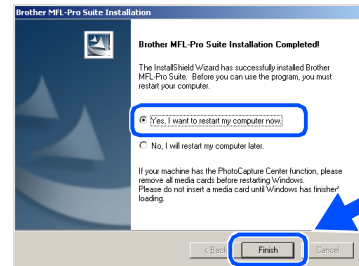 Brother MFL-Pro Suite Installation
Brother MFL-Pro Suite Installation Completed!
The InstallShield Wizard has successfully installed Brother
MFL-Pro Suite. Before you can use the program, you must
restart your computer.
Yes, I want to restart my computer now.
No, I will restart my computer later.
If your machine has the PhotoCapture Center function, please
remove all media cards before restarting Windows.
Please do not insert a media card until Windows has finished
loading.
< Back Finish Cancel